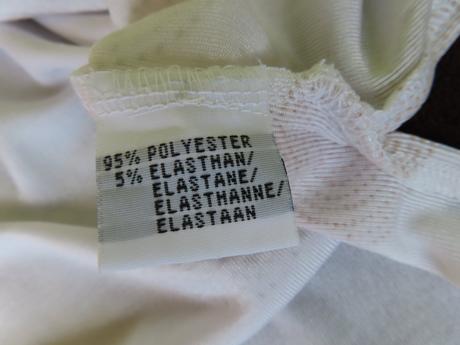 95% POLYESTER
5% ELASTHAN/
ELASTANE/
ELASTHANNE/
ELASTAAN